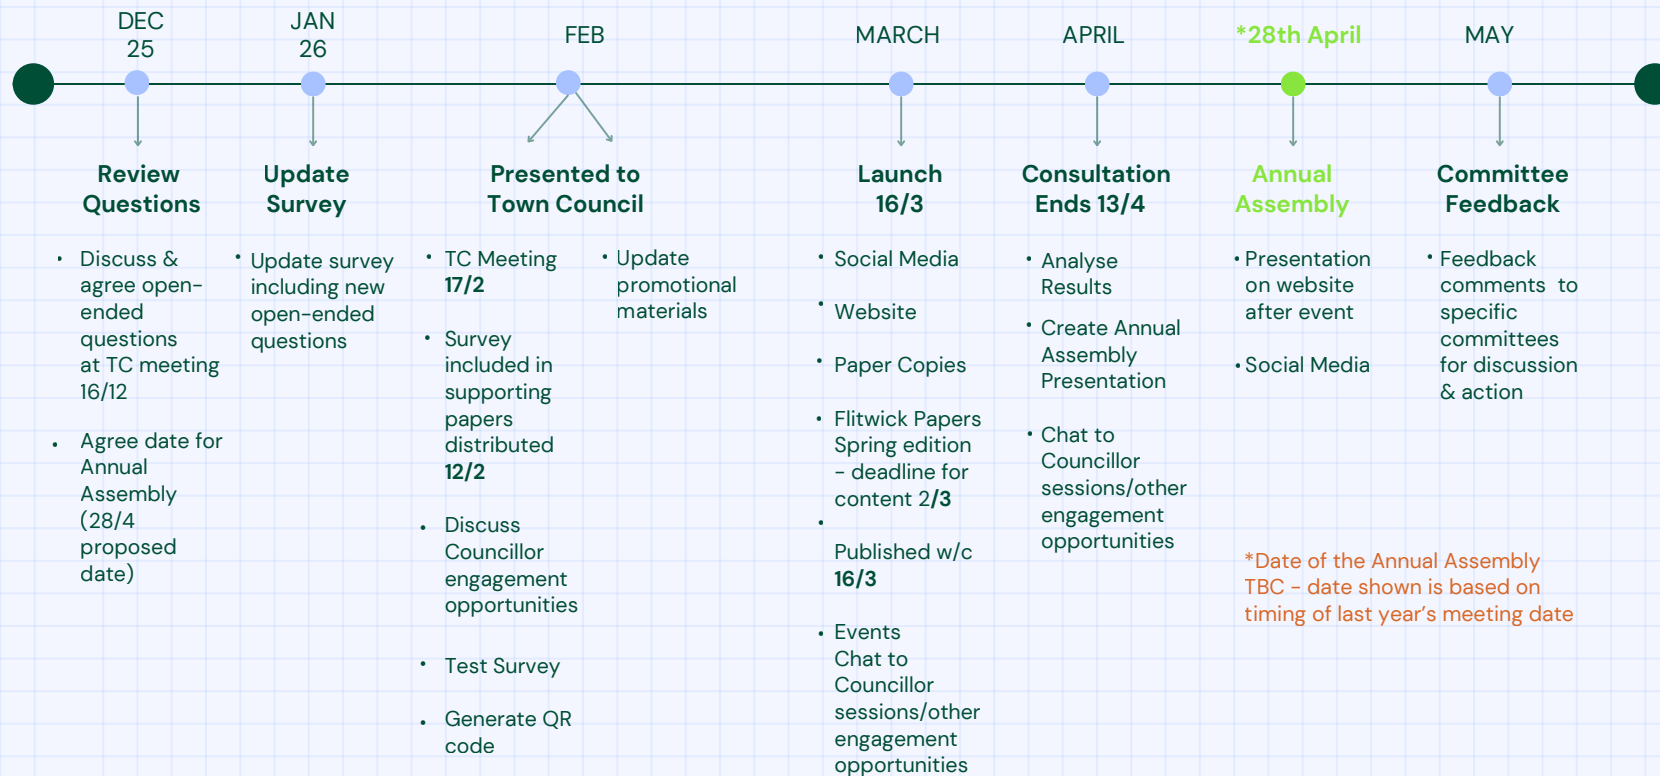 DEC
25
JAN
26
FEB
MARCH
APRIL
*28th April
MAY
Review
Questions
Update
Survey
Presented to
Town Council
Launch
16/3
Consultation
Ends 13/4
Annual
Assembly
Committee
Feedback
• Discuss &
agree open-
ended
questions
at TC meeting
16/12
• Agree date for
Annual
Assembly
(28/4
proposed
date)
• Update survey
including new
open-ended
questions
• TC Meeting
17/2
• Survey
included in
supporting
papers
distributed
12/2
• Discuss
Councillor
engagement
opportunities
• Test Survey
• Generate QR
code
• Update
promotional
materials
• Social Media
• Website
• Paper Copies
• Flitwick Papers
Spring edition
- deadline for
content 2/3
•
Published w/c
16/3
• Events
Chat to
Councillor
sessions/other
engagement
opportunities
• Analyse
Results
• Create Annual
Assembly
Presentation
• Chat to
Councillor
sessions/other
engagement
opportunities
• Presentation
on website
after event
• Social Media
• Feedback
comments to
specific
committees
for discussion
& action
*Date of the Annual Assembly
TBC - date shown is based on
timing of last year's meeting date